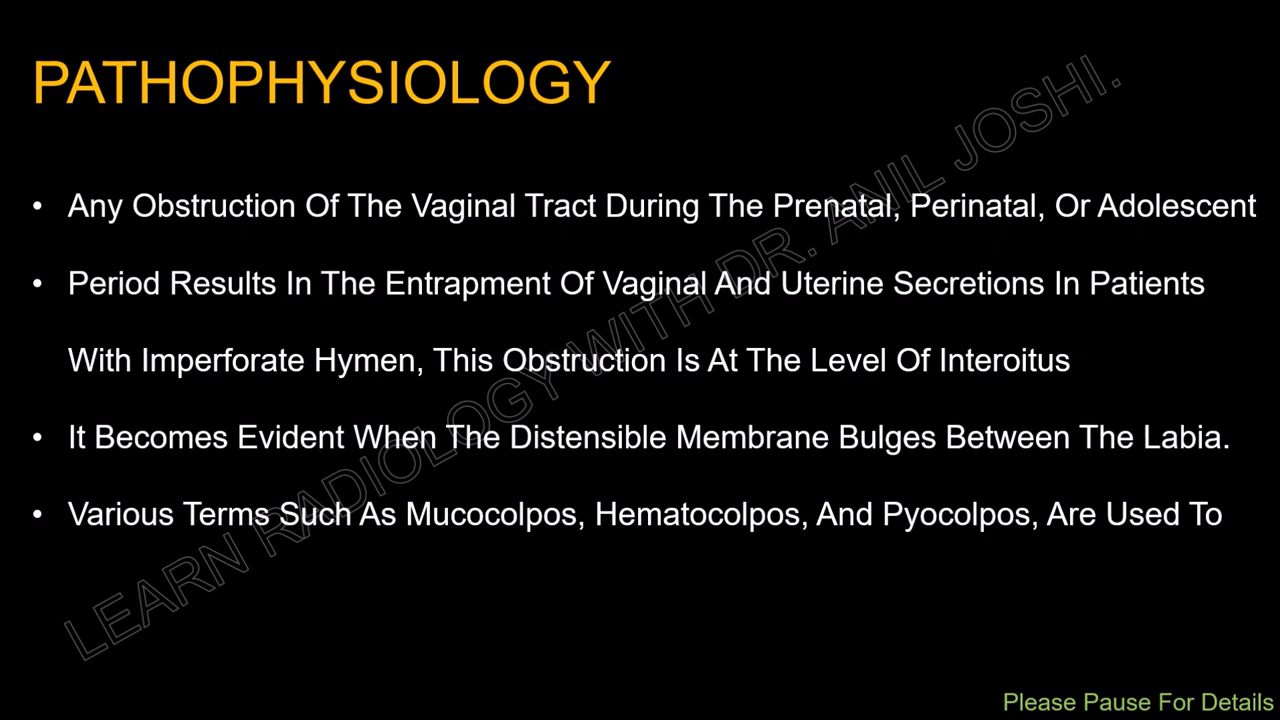 PATHOPHYSIOLOGY
• Any Obstruction Of The Vaginal Tract During The Prenatal, Perinatal, Or Adolescent
• Period Results In The Entrapment Of Vaginal And Uterine Secretions In Patients
With Imperforate Hymen, This Obstruction Is At The Level Of Interoitus
• It Becomes Evident When The Distensible Membrane Bulges Between The Labia.
• Various Terms Such As Mucocolpos, Hematocolpos, And Pyocolpos, Are Used To
LEARN RADIOLOGY WITH DR. ANIL JOSHI.
Please Pause For Details